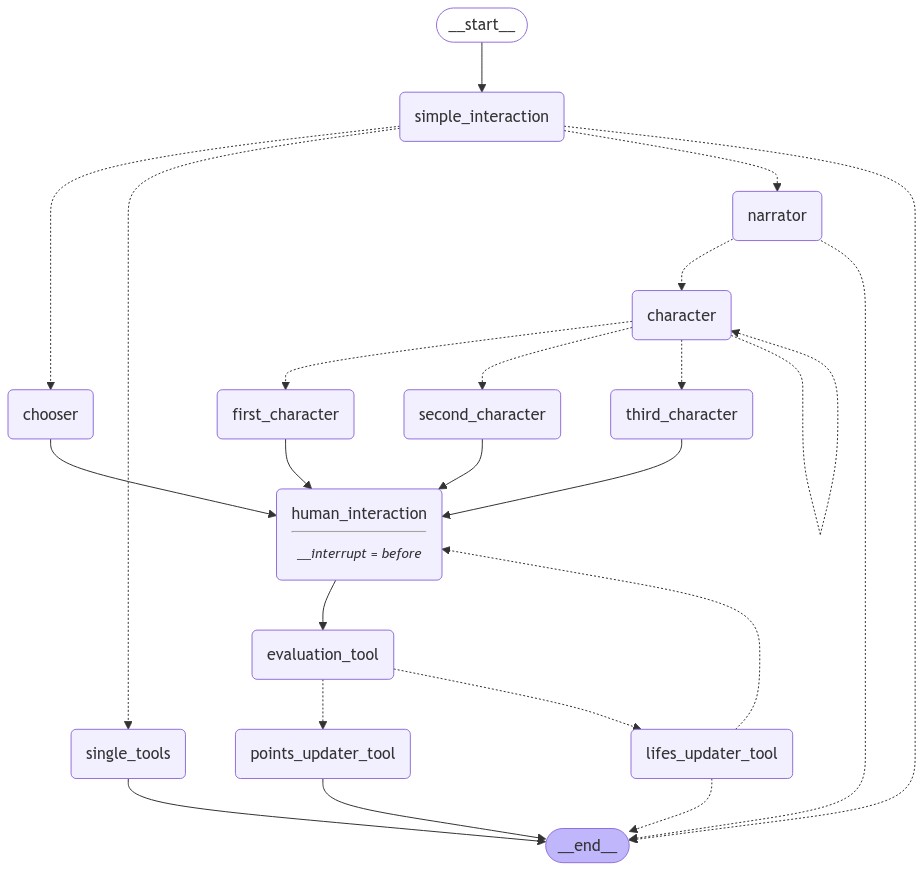 __start__
simple_interaction
narrator
character
chooser
first_character
second_character
third_character
human_interaction
__interrupt = before
evaluation_tool
single_tools
points_updater_tool
lifes_updater_tool
__end__